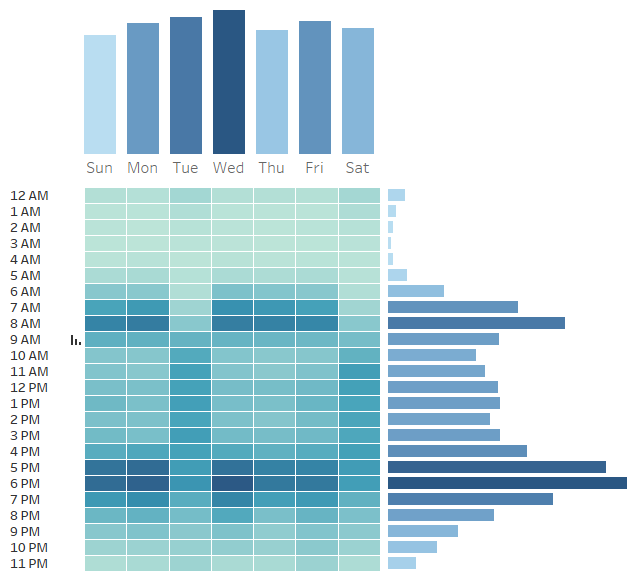 Sun Mon Tue Wed Thu Fri Sat
12 AM
1 AM
2 AM
3 AM
4 AM
5 AM
6 AM
7 AM
8 AM
9 AM
10 AM
11 AM
12 PM
1 PM
2 PM
3 PM
4 PM
5 PM
6 PM
7 PM
8 PM
9 PM
10 PM
11 PM